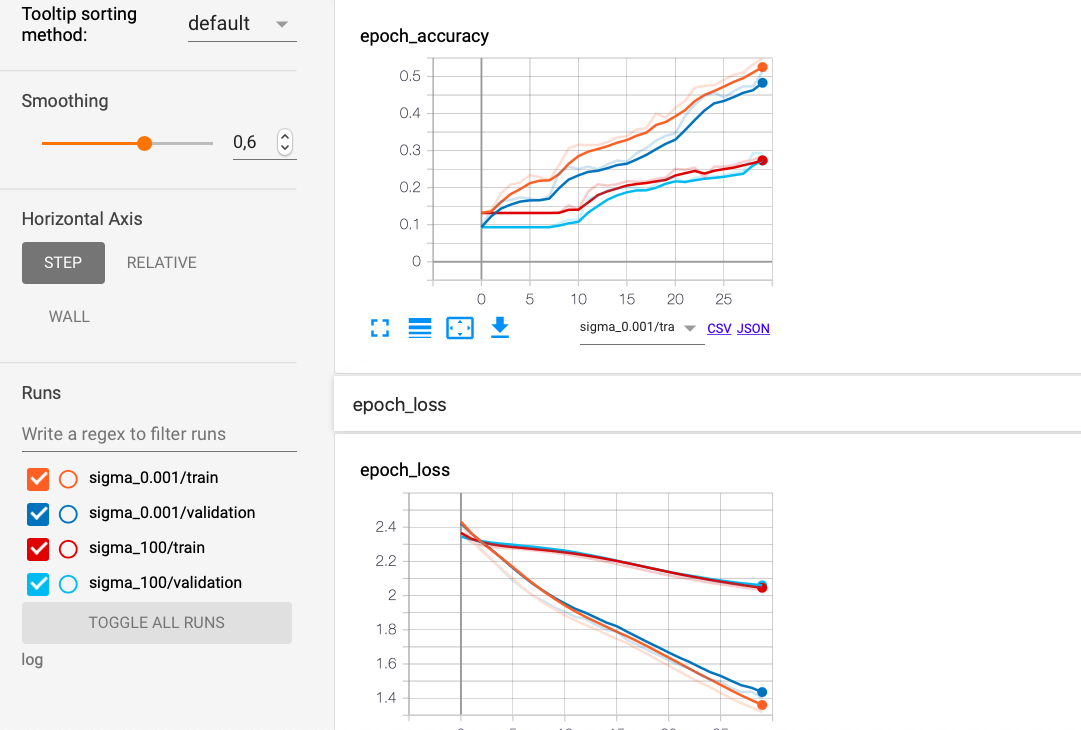 Tooltip sorting
method:
default
Smoothing
0,6
Horizontal Axis
STEP
RELATIVE
WALL
Runs
Write a regex to filter runs
sigma_0.001/train
sigma_0.001/validation
sigma_100/train
sigma_100/validation
TOGGLE ALL RUNS
log
epoch_accuracy
0.5
0.4
0.3
0.2
0.1
0
0 5 10 15 20 25
sigma_0.001/tra
CSV JSON
epoch_loss
epoch_loss
2.4
2.2
2
1.8
1.6
1.4